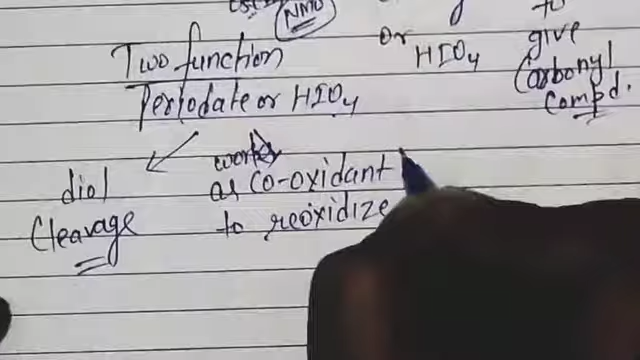 NMO
or HIO4
to
give
Carbonyl
Compd.
Two function
Periodate or HIO4
diol
Cleavage
works
as Co-oxidant
to reoxidize